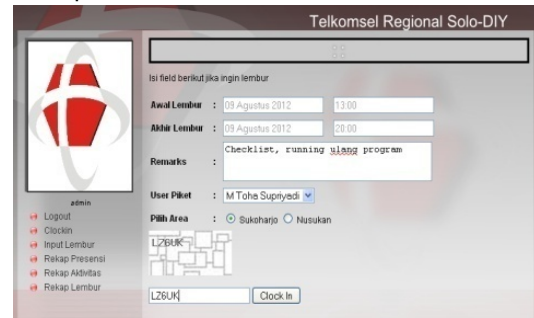 Telkomsel Regional Solo-DIY
Isi field berikut jika ingin lembur
Awal Lembur : 09 Agustus 2012 13:00
Akhir Lembur : 09 Agustus 2012 20:00
Remarks : Checklist, running ulang program
User Piket : M Toha Supriyadi
Pilih Area : Sukoharjo Nusukan
LZ6UK
LZ6UK Clock In
admin
Logout
Clockin
Input Lembur
Rekap Presensi
Rekap Aktivitas
Rekap Lembur